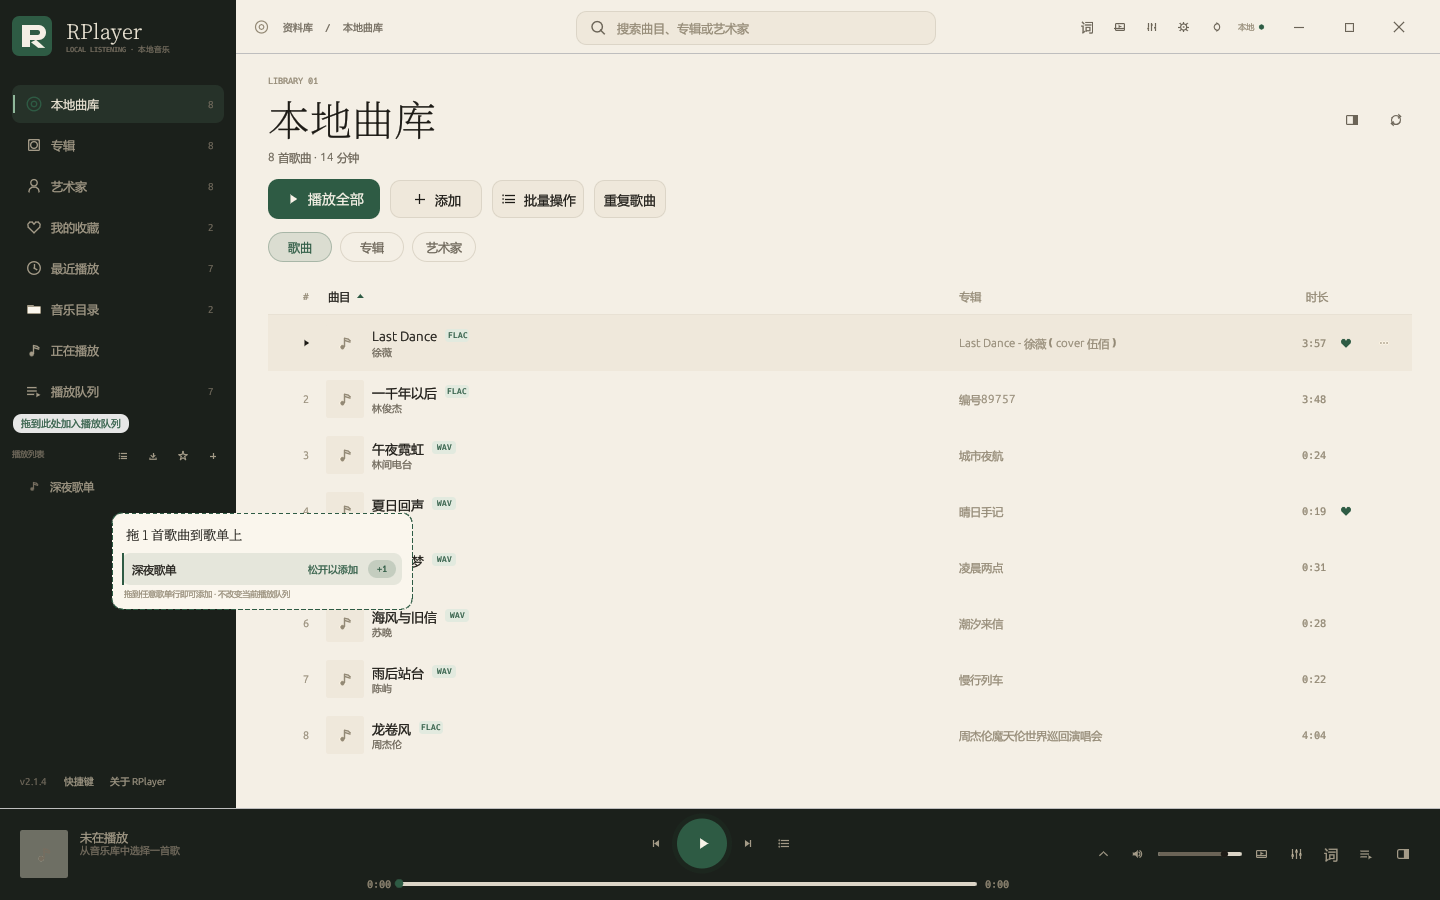 RPlayer
LOCAL LISTENING · 本地音乐
本地曲库 8
专辑 8
艺术家 8
我的收藏 2
最近播放 7
音乐目录 2
正在播放
播放队列 7
拖到此处加入播放队列
播放列表
深夜歌单
v2.1.4 快捷键 关于 RPlayer
资料库 / 本地曲库
搜索曲目、专辑或艺术家
词 本地
LIBRARY 01
本地曲库
8 首歌曲 · 14 分钟
播放全部 添加 批量操作 重复歌曲
歌曲 专辑 艺术家
# 曲目 专辑 时长
Last Dance FLAC Last Dance - 徐薇 ( cover 伍佰 ) 3:57
徐薇
2 一千年以后 FLAC 编号89757 3:48
林俊杰
3 午夜霓虹 WAV 城市夜航 0:24
林间电台
4 夏日回声 WAV 晴日手记 0:19
梦 WAV 凌晨两点 0:31
拖 1 首歌曲到歌单上
深夜歌单 松开以添加 +1
拖到任意歌单行即可添加 · 不改变当前播放队列
6 海风与旧信 WAV 潮汐来信 0:28
苏晚
7 雨后站台 WAV 慢行列车 0:22
陈屿
8 龙卷风 FLAC 周杰伦魔天伦世界巡回演唱会 4:04
周杰伦
未在播放
从音乐库中选择一首歌
0:00 0:00
词